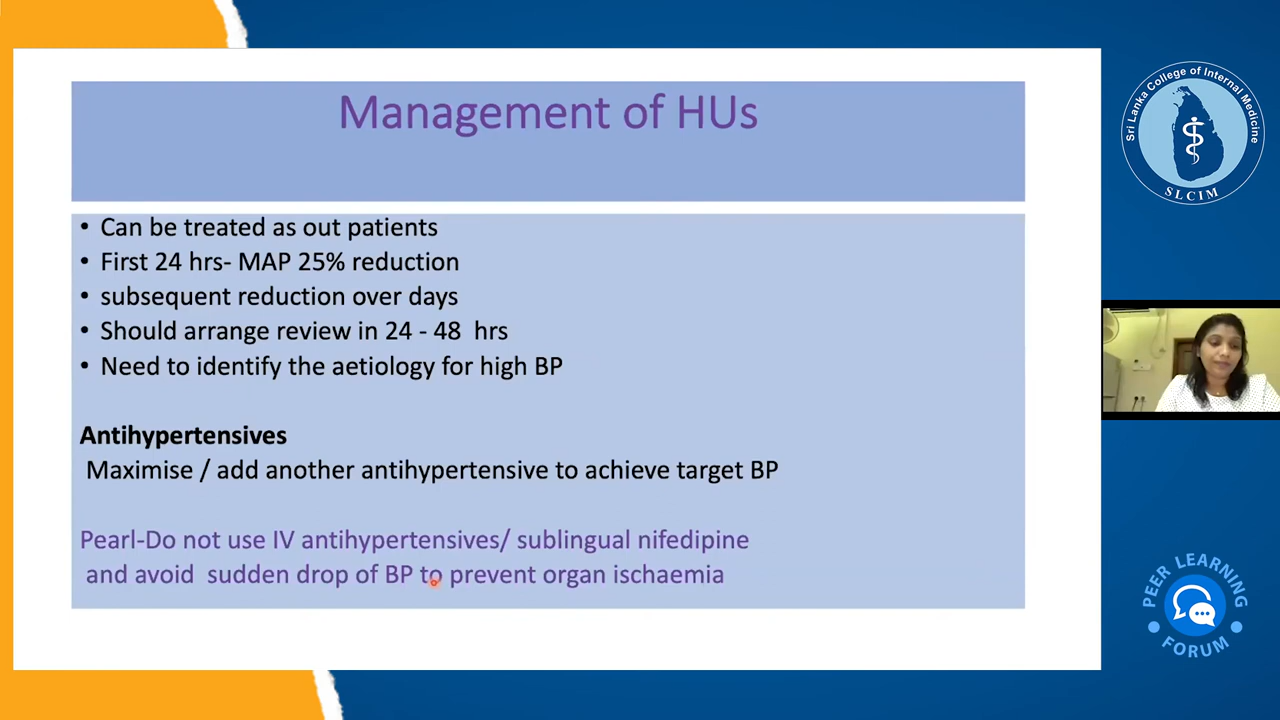 Management of HUs
• Can be treated as out patients
• First 24 hrs- MAP 25% reduction
• subsequent reduction over days
• Should arrange review in 24 - 48 hrs
• Need to identify the aetiology for high BP
Antihypertensives
Maximise / add another antihypertensive to achieve target BP
Pearl-Do not use IV antihypertensives/ sublingual nifedipine
and avoid sudden drop of BP to prevent organ ischaemia
Sri Lanka College of Internal Medicine
SLCIM
PEER LEARNING
FORUM